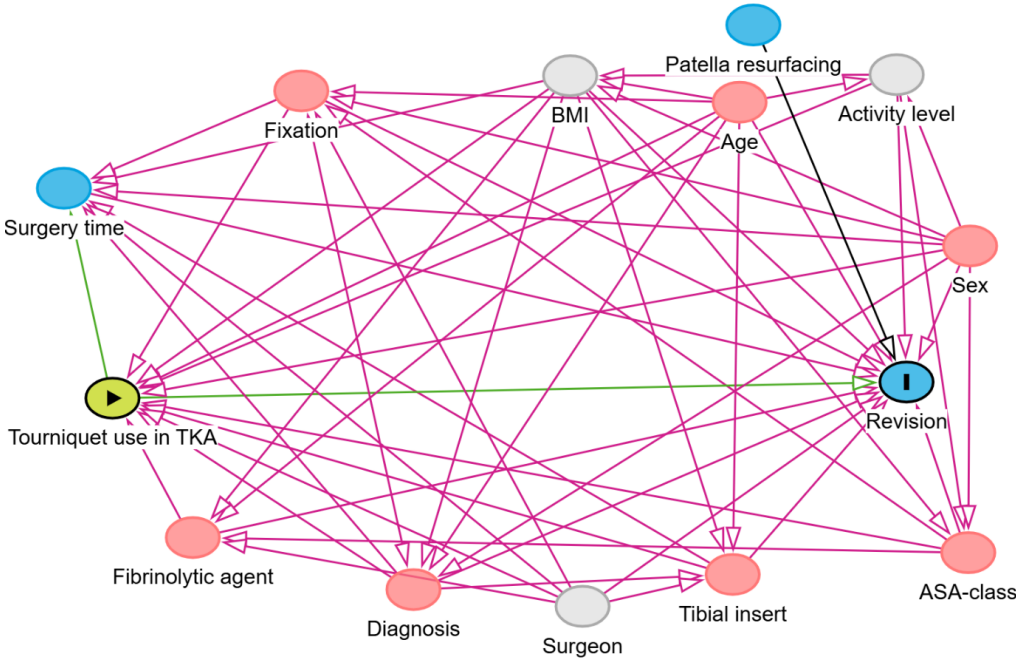 Patella resurfacing
Fixation
BMI
Age
Activity level
Surgery time
Sex
Tourniquet use in TKA
Revision
Fibrinolytic agent
Diagnosis
Surgeon
Tibial insert
ASA-class